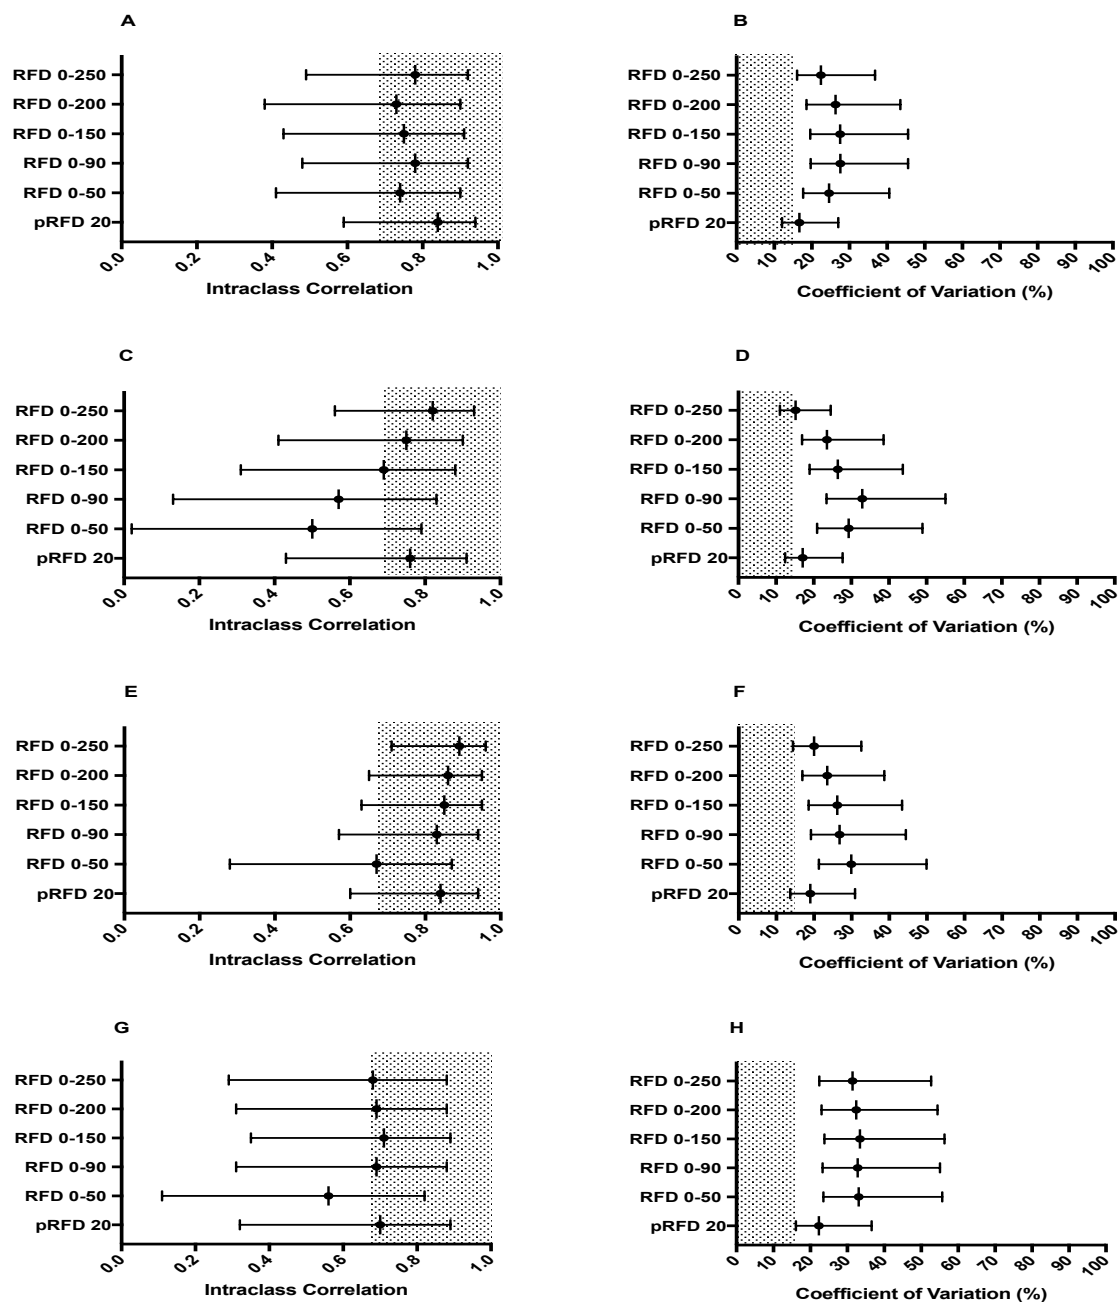 A
RFD 0-250
RFD 0-200
RFD 0-150
RFD 0-90
RFD 0-50
pRFD 20
0.0 0.2 0.4 0.6 0.8 1.0
Intraclass Correlation
B
RFD 0-250
RFD 0-200
RFD 0-150
RFD 0-90
RFD 0-50
pRFD 20
0 10 20 30 40 50 60 70 80 90 100
Coefficient of Variation (%)
C
RFD 0-250
RFD 0-200
RFD 0-150
RFD 0-90
RFD 0-50
pRFD 20
0.0 0.2 0.4 0.6 0.8 1.0
Intraclass Correlation
D
RFD 0-250
RFD 0-200
RFD 0-150
RFD 0-90
RFD 0-50
pRFD 20
0 10 20 30 40 50 60 70 80 90 100
Coefficient of Variation (%)
E
RFD 0-250
RFD 0-200
RFD 0-150
RFD 0-90
RFD 0-50
pRFD 20
0.0 0.2 0.4 0.6 0.8 1.0
Intraclass Correlation
F
RFD 0-250
RFD 0-200
RFD 0-150
RFD 0-90
RFD 0-50
pRFD 20
0 10 20 30 40 50 60 70 80 90 100
Coefficient of Variation (%)
G
RFD 0-250
RFD 0-200
RFD 0-150
RFD 0-90
RFD 0-50
pRFD 20
0.0 0.2 0.4 0.6 0.8 1.0
Intraclass Correlation
H
RFD 0-250
RFD 0-200
RFD 0-150
RFD 0-90
RFD 0-50
pRFD 20
0 10 20 30 40 50 60 70 80 90 100
Coefficient of Variation (%)